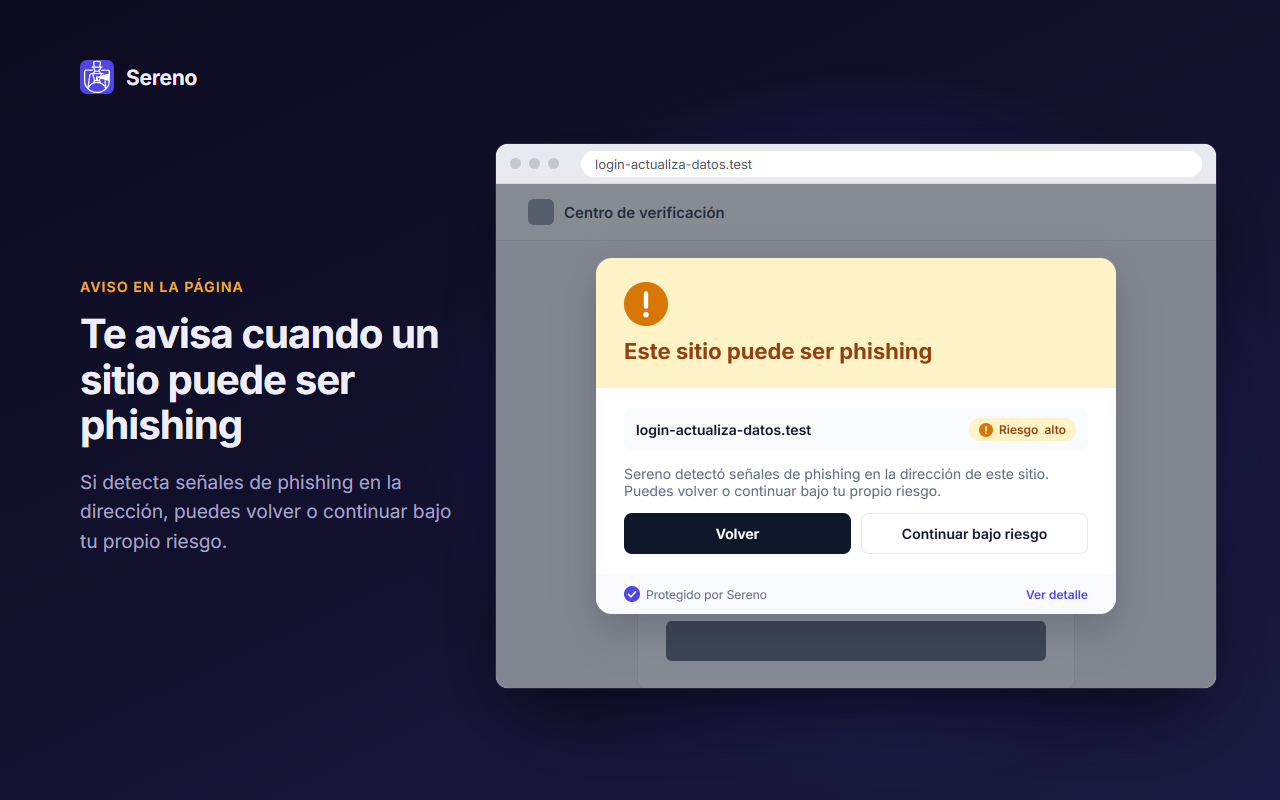 Sereno
AVISO EN LA PÁGINA
Te avisa cuando un
sitio puede ser
phishing
Si detecta señales de phishing en la
dirección, puedes volver o continuar bajo
tu propio riesgo.
login-actualiza-datos.test
Centro de verificación
Este sitio puede ser phishing
login-actualiza-datos.test
Riesgo alto
Sereno detectó señales de phishing en la dirección de este sitio.
Puedes volver o continuar bajo tu propio riesgo.
Volver
Continuar bajo riesgo
Protegido por Sereno
Ver detalle